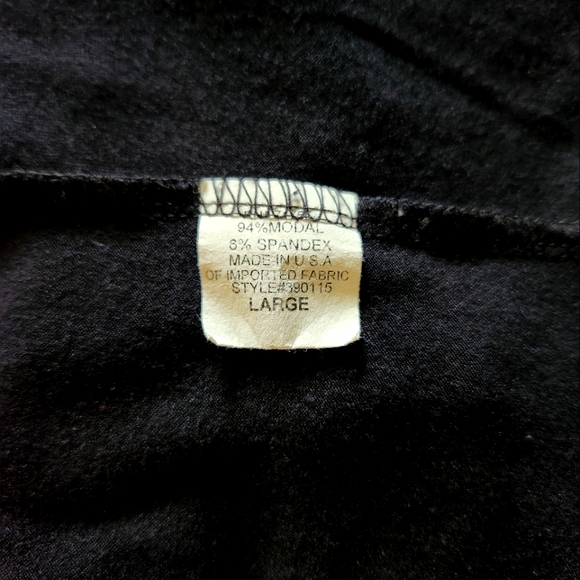 94%MODAL
6% SPANDEX
MADE IN U.S.A
OF IMPORTED FABRIC
STYLE#390115
LARGE